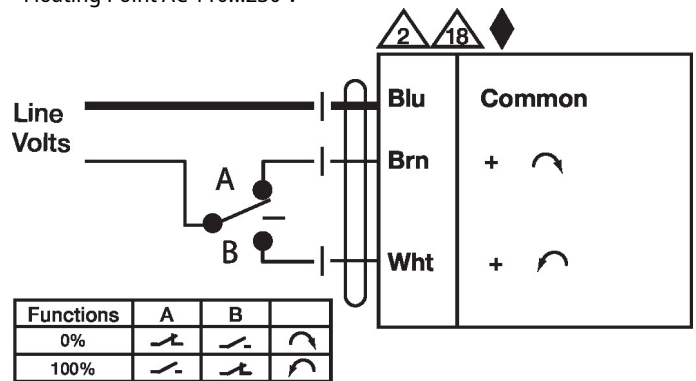 2 18
Line
Volts
Blu Common
Brn +
A
B
Wht +
Functions A B
0%
100%